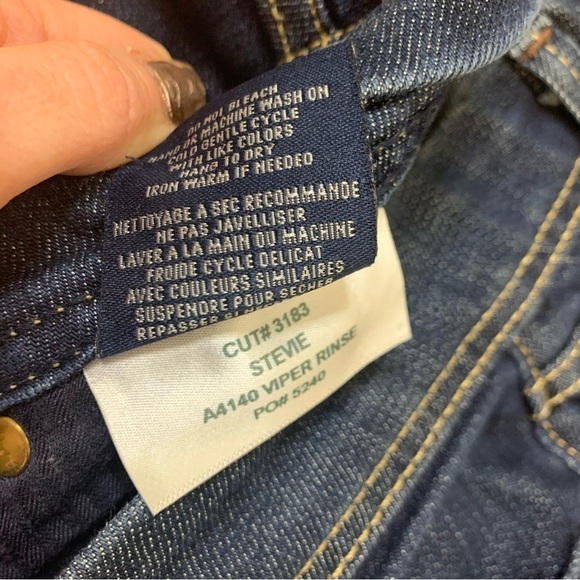 DO NOT BLEACH
HAND OR MACHINE WASH ON
COLD GENTLE CYCLE
WITH LIKE COLORS
HANG TO DRY
IRON WARM IF NEEDED
NETTOYAGE A SEC RECOMMANDE
NE PAS JAVELLISER
LAVER A LA MAIN OU MACHINE
FROIDE CYCLE DELICAT
AVEC COULEURS SIMILAIRES
SUSPENDRE POUR SECHER
REPASSER
CUT# 3183
STEVIE
A4140 VIPER RINSE
PO# 5240